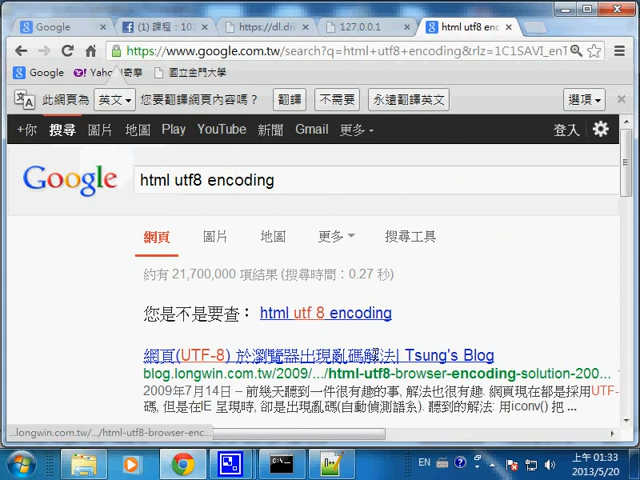 Google
(1) 課程：10
https://dl.dro
127.0.0.1
html utf8 enc
https://www.google.com.tw/search?q=html+utf8+encoding&rlz=1C1SAVI_enT
Google
Yahoo!奇摩
國立金門大學
此網頁為 英文 您要翻譯網頁內容嗎？ 翻譯 不需要 永遠翻譯英文 選項
+你 搜尋 圖片 地圖 Play YouTube 新聞 Gmail 更多 登入
Google html utf8 encoding
網頁 圖片 地圖 更多 搜尋工具
約有 21,700,000 項結果 (搜尋時間：0.27 秒)
您是不是要查： html utf 8 encoding
網頁(UTF-8) 於瀏覽器出現亂碼解法| Tsung's Blog
blog.longwin.com.tw/2009/.../html-utf8-browser-encoding-solution-200...
2009年7月14日 – 前幾天聽到一件很有趣的事, 解法也很有趣. 網頁現在都是採用UTF-
碼, 但是在IE 呈現時, 卻是出現亂碼(自動偵測語系). 聽到的解法: 用iconv() 把 ...
...longwin.com.tw/.../html-utf8-browser-enc...
EN
上午 01:33
2013/5/20